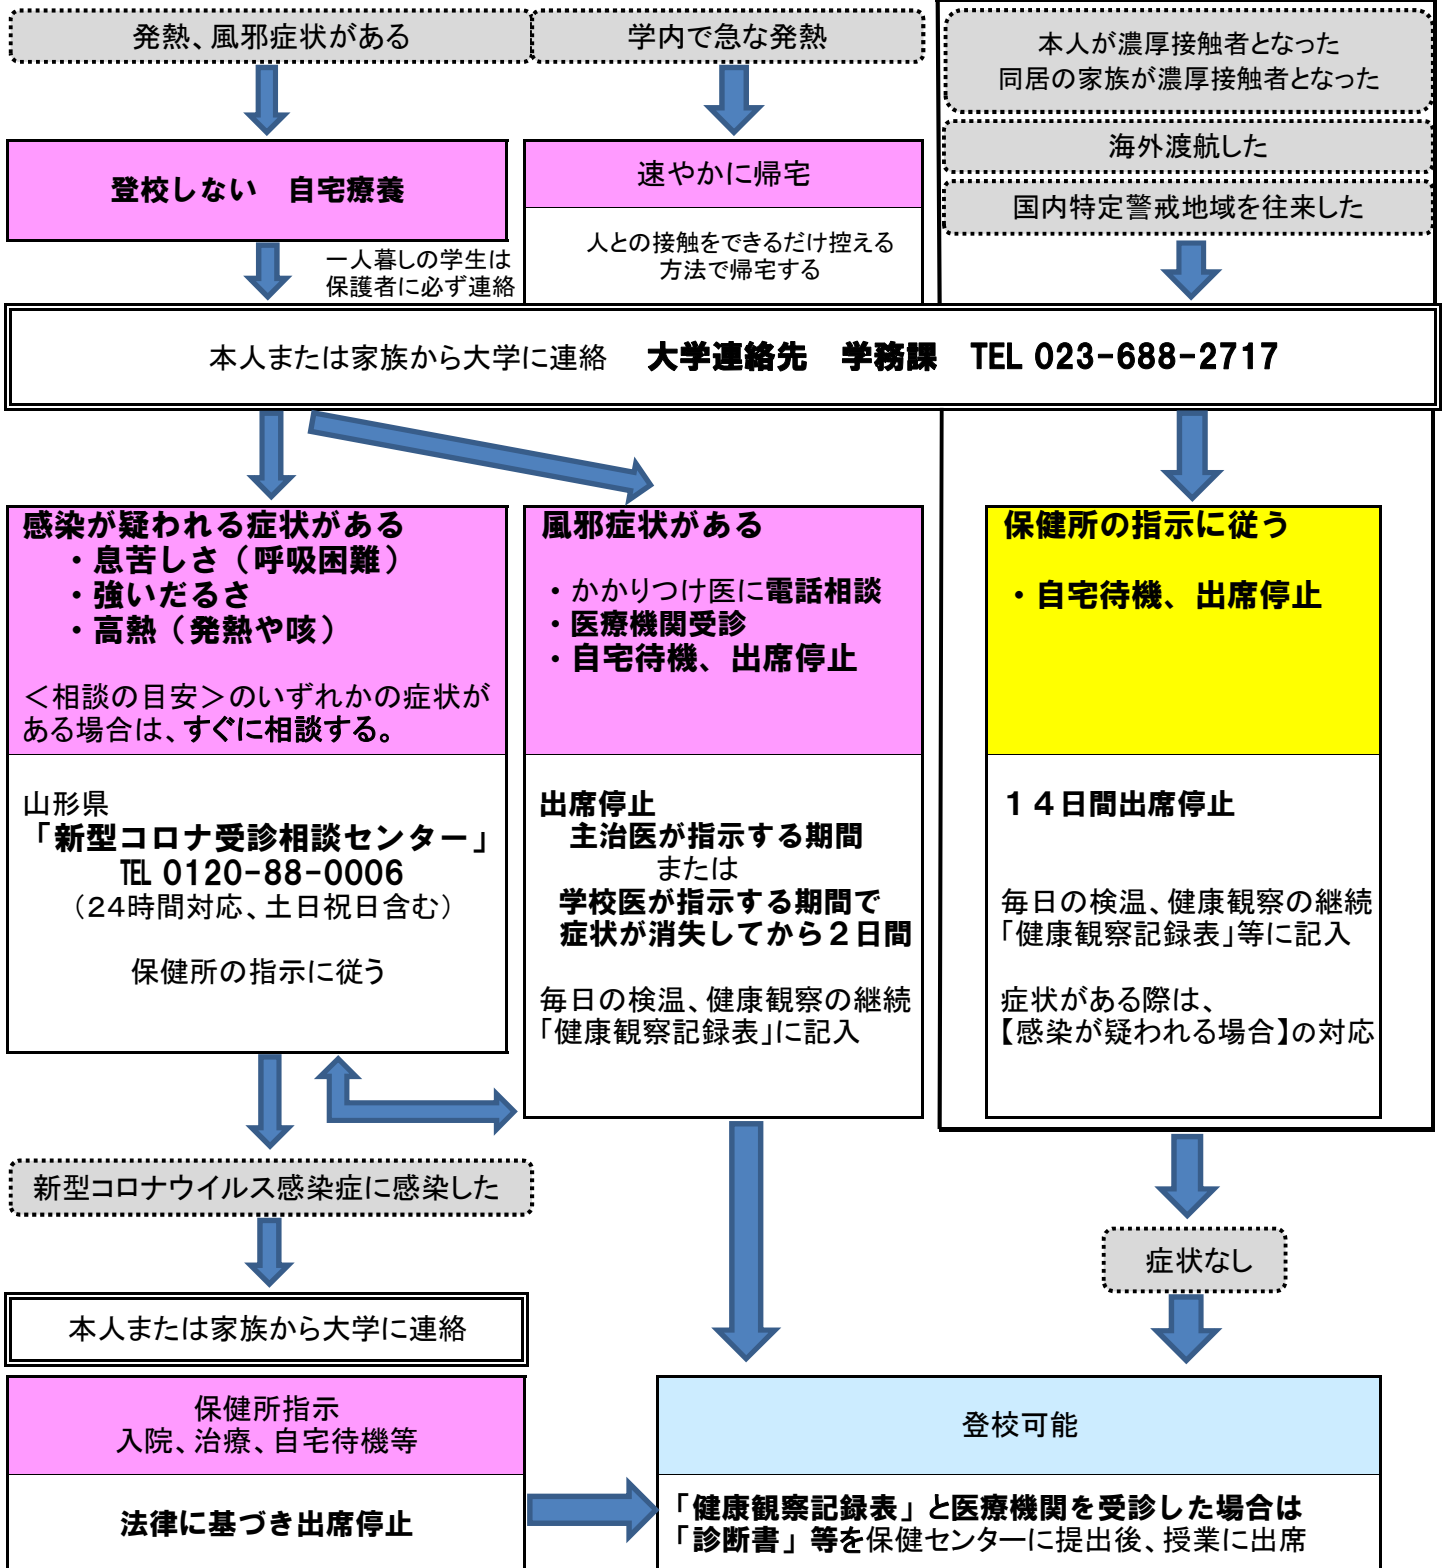 発熱、風邪症状がある
学内で急な発熱
本人が濃厚接触者となった
同居の家族が濃厚接触者となった
海外渡航した
国内特定警戒地域を往来した
登校しない　自宅療養
速やかに帰宅
人との接触をできるだけ控える
方法で帰宅する
一人暮しの学生は
保護者に必ず連絡
本人または家族から大学に連絡　大学連絡先　学務課　TEL 023-688-2717
感染が疑われる症状がある
・息苦しさ（呼吸困難）
・強いだるさ
・高熱（発熱や咳）
＜相談の目安＞のいずれかの症状が
ある場合は、すぐに相談する。
山形県
「新型コロナ受診相談センター」
℡ 0120-88-0006
（24時間対応、土日祝日含む）
保健所の指示に従う
風邪症状がある
・かかりつけ医に電話相談
・医療機関受診
・自宅待機、出席停止
出席停止
主治医が指示する期間
または
学校医が指示する期間で
症状が消失してから２日間
毎日の検温、健康観察の継続
「健康観察記録表」に記入
保健所の指示に従う
・自宅待機、出席停止
１４日間出席停止
毎日の検温、健康観察の継続
「健康観察記録表」等に記入
症状がある際は、
【感染が疑われる場合】の対応
新型コロナウイルス感染症に感染した
症状なし
本人または家族から大学に連絡
保健所指示
入院、治療、自宅待機等
法律に基づき出席停止
登校可能
「健康観察記録表」と医療機関を受診した場合は
「診断書」等を保健センターに提出後、授業に出席